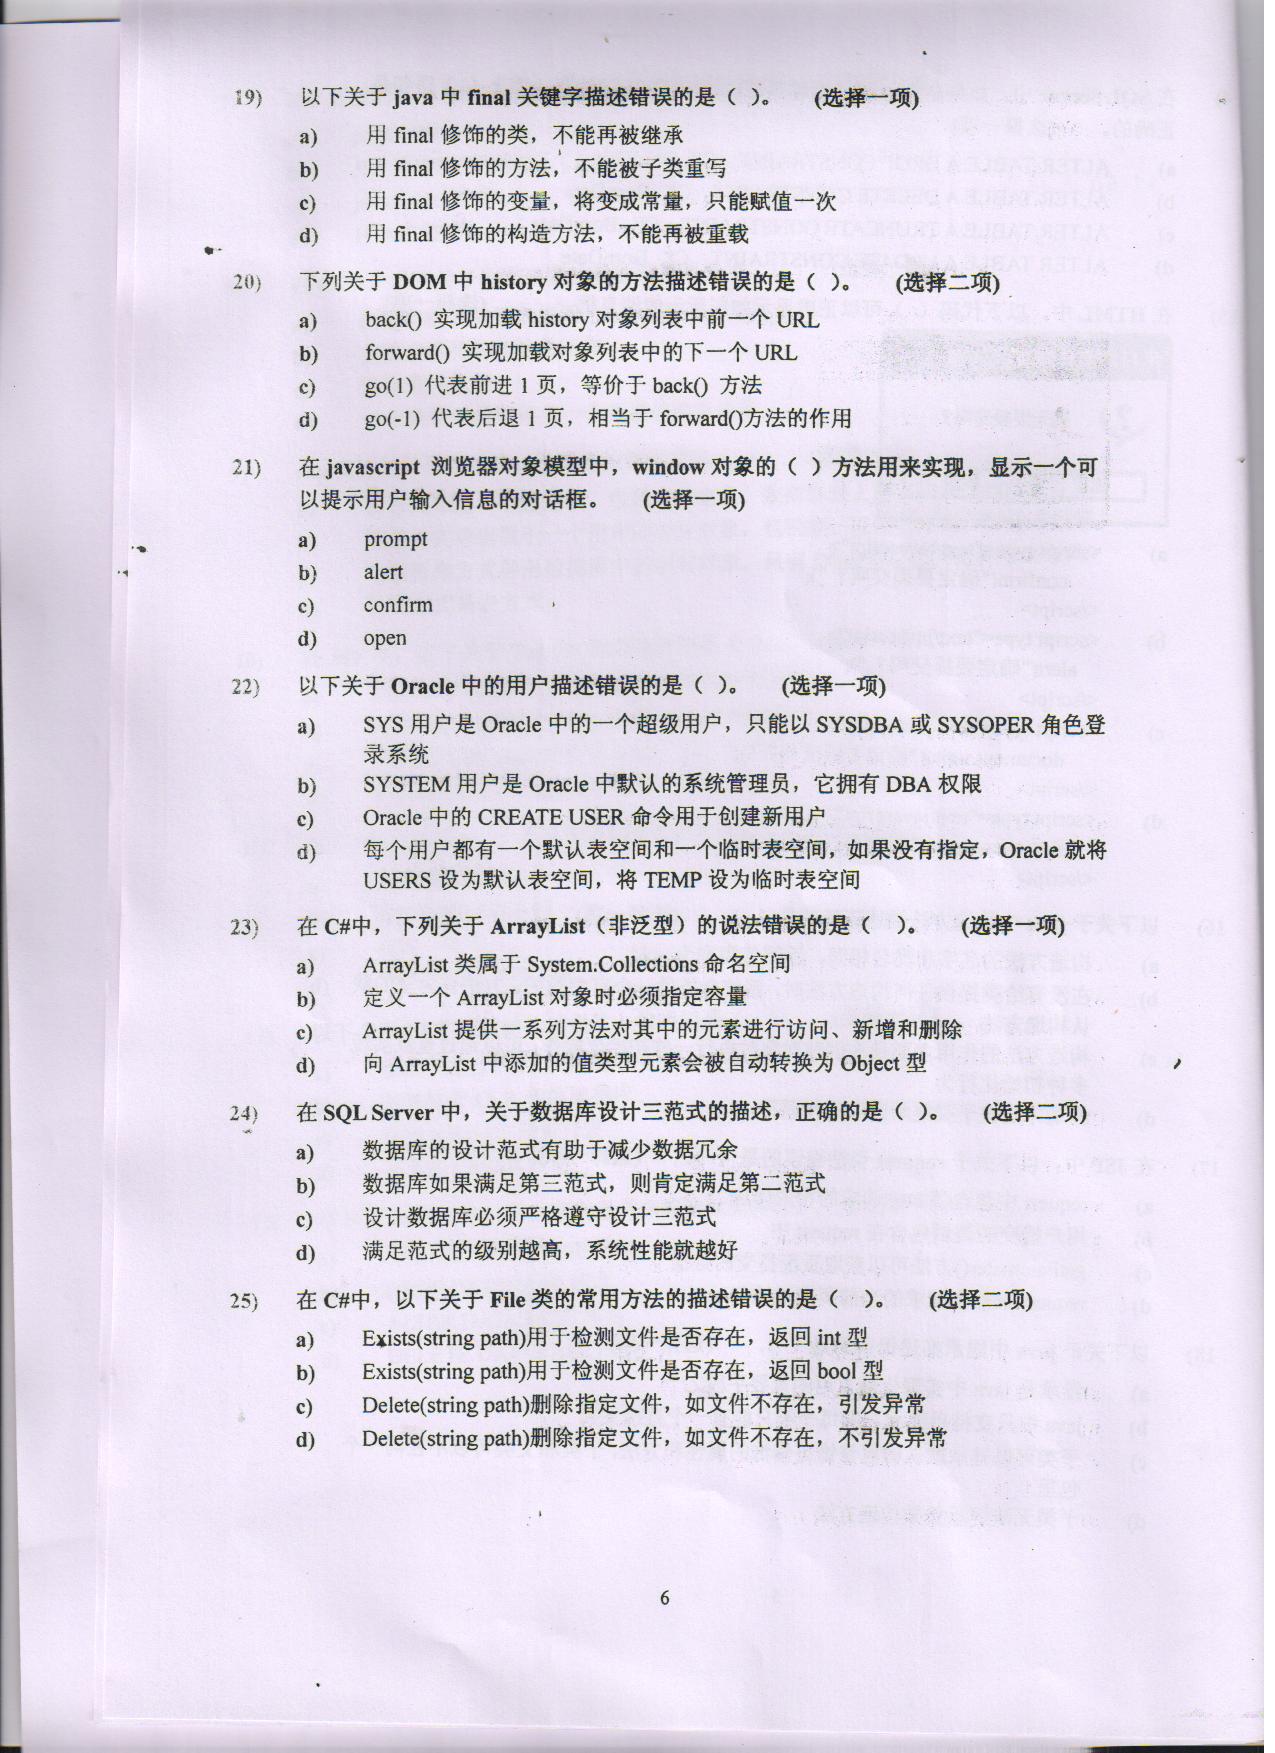 19) 以下关于 java 中 final 关键字描述错误的是（ ）。 (选择一项)
a) 用 final 修饰的类，不能再被继承
b) 用 final 修饰的方法，不能被子类重写
c) 用 final 修饰的变量，将变成常量，只能赋值一次
d) 用 final 修饰的构造方法，不能再被重载
20) 下列关于 DOM 中 history 对象的方法描述错误的是（ ）。 (选择二项)
a) back() 实现加载 history 对象列表中前一个 URL
b) forward() 实现加载对象列表中的下一个 URL
c) go(1) 代表前进 1 页，等价于 back() 方法
d) go(-1) 代表后退 1 页，相当于 forward()方法的作用
21) 在 javascript 浏览器对象模型中，window 对象的（ ）方法用来实现，显示一个可
以提示用户输入信息的对话框。 (选择一项)
a) prompt
b) alert
c) confirm
d) open
22) 以下关于 Oracle 中的用户描述错误的是（ ）。 (选择一项)
a) SYS 用户是 Oracle 中的一个超级用户，只能以 SYSDBA 或 SYSOPER 角色登
录系统
b) SYSTEM 用户是 Oracle 中默认的系统管理员，它拥有 DBA 权限
c) Oracle 中的 CREATE USER 命令用于创建新用户
d) 每个用户都有一个默认表空间和一个临时表空间，如果没有指定，Oracle 就将
USERS 设为默认表空间，将 TEMP 设为临时表空间
23) 在 C#中，下列关于 ArrayList（非泛型）的说法错误的是（ ）。 (选择一项)
a) ArrayList 类属于 System.Collections 命名空间
b) 定义一个 ArrayList 对象时必须指定容量
c) ArrayList 提供一系列方法对其中的元素进行访问、新增和删除
d) 向 ArrayList 中添加的值类型元素会被自动转换为 Object 型
24) 在 SQL Server 中，关于数据库设计三范式的描述，正确的是（ ）。 (选择二项)
a) 数据库的设计范式有助于减少数据冗余
b) 数据库如果满足第三范式，则肯定满足第二范式
c) 设计数据库必须严格遵守设计三范式
d) 满足范式的级别越高，系统性能就越好
25) 在 C#中，以下关于 File 类的常用方法的描述错误的是（ ）。 (选择二项)
a) Exists(string path)用于检测文件是否存在，返回 int 型
b) Exists(string path)用于检测文件是否存在，返回 bool 型
c) Delete(string path)删除指定文件，如文件不存在，引发异常
d) Delete(string path)删除指定文件，如文件不存在，不引发异常
6